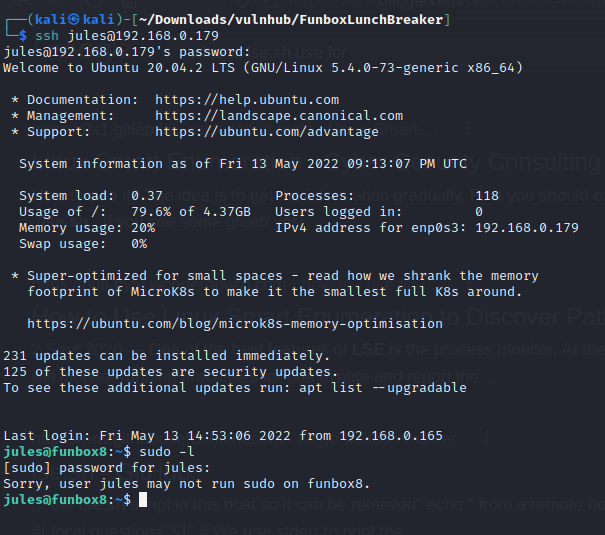 (kali㉿kali)-[~/Downloads/vulnhub/FunboxLunchBreaker]
$ ssh jules@192.168.0.179
jules@192.168.0.179's password:
Welcome to Ubuntu 20.04.2 LTS (GNU/Linux 5.4.0-73-generic x86_64)
* Documentation: https://help.ubuntu.com
* Management: https://landscape.canonical.com
* Support: https://ubuntu.com/advantage
System information as of Fri 13 May 2022 09:13:07 PM UTC
System load: 0.37 Processes: 118
Usage of /: 79.6% of 4.37GB Users logged in: 0
Memory usage: 20% IPv4 address for enp0s3: 192.168.0.179
Swap usage: 0%
* Super-optimized for small spaces - read how we shrank the memory
footprint of MicroK8s to make it the smallest full K8s around.
https://ubuntu.com/blog/microk8s-memory-optimisation
231 updates can be installed immediately.
125 of these updates are security updates.
To see these additional updates run: apt list --upgradable
Last login: Fri May 13 14:53:06 2022 from 192.168.0.165
jules@funbox8:~$ sudo -l
[sudo] password for jules:
Sorry, user jules may not run sudo on funbox8.
jules@funbox8:~$